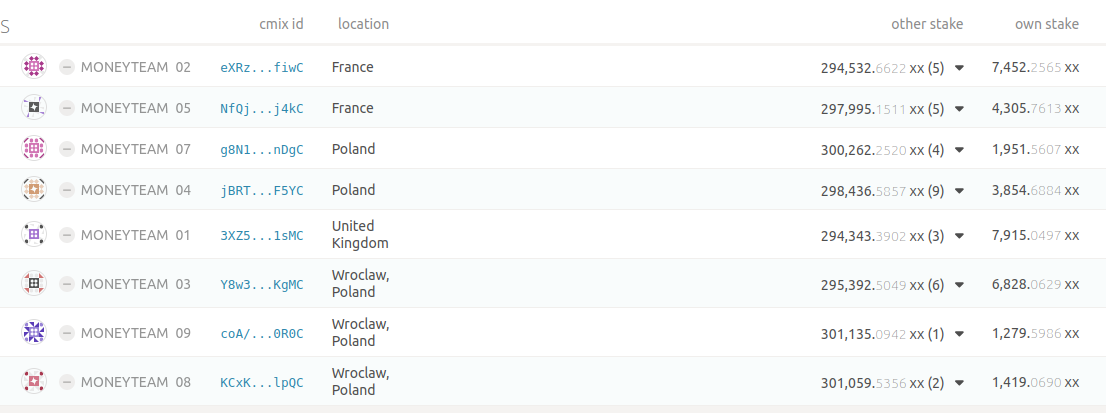 s cmix id location other stake own stake
MONEYTEAM 02 eXRz...fiwC France 294,532.6622 xx (5) 7,452.2565 xx
MONEYTEAM 05 NfQj...j4kC France 297,995.1511 xx (5) 4,305.7613 xx
MONEYTEAM 07 g8N1...nDgC Poland 300,262.2520 xx (4) 1,951.5607 xx
MONEYTEAM 04 jBRT...F5YC Poland 298,436.5857 xx (9) 3,854.6884 xx
MONEYTEAM 01 3XZ5...1sMC United Kingdom 294,343.3902 xx (3) 7,915.0497 xx
MONEYTEAM 03 Y8w3...KgMC Wroclaw, Poland 295,392.5049 xx (6) 6,828.0629 xx
MONEYTEAM 09 coA/...0R0C Wroclaw, Poland 301,135.0942 xx (1) 1,279.5986 xx
MONEYTEAM 08 KCxK...lpQC Wroclaw, Poland 301,059.5356 xx (2) 1,419.0690 xx